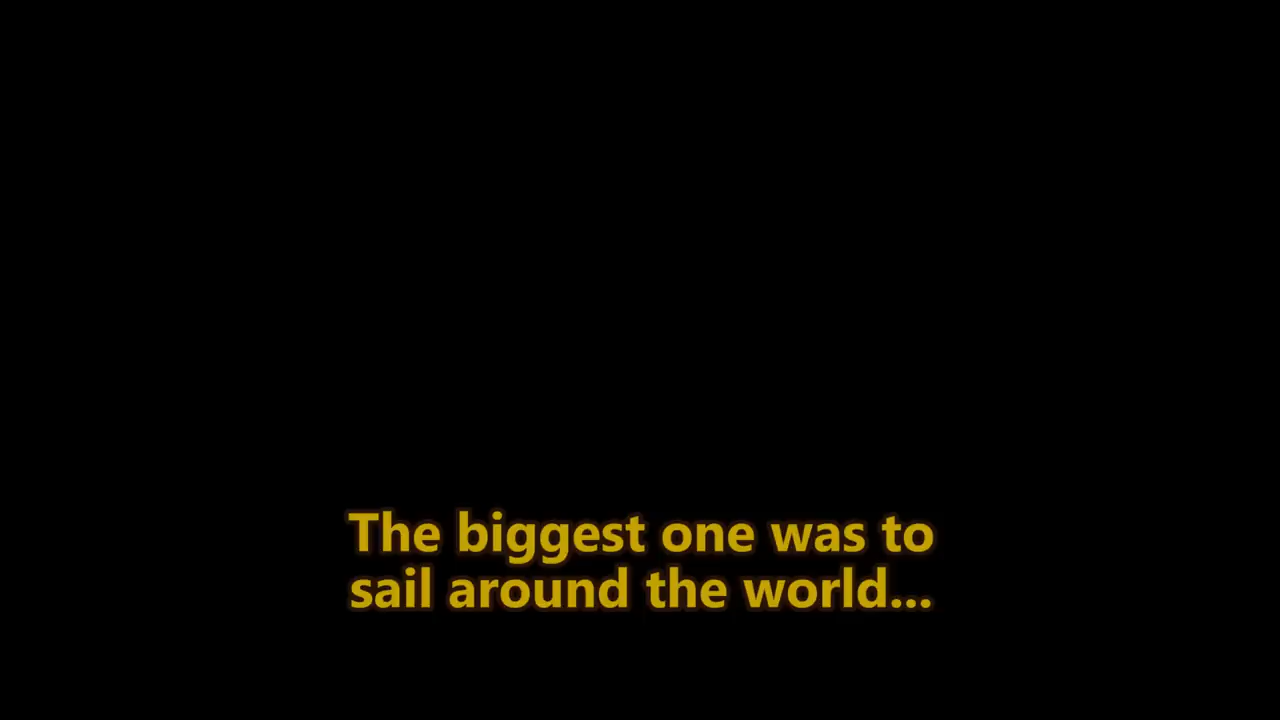 The biggest one was to
sail around the world...